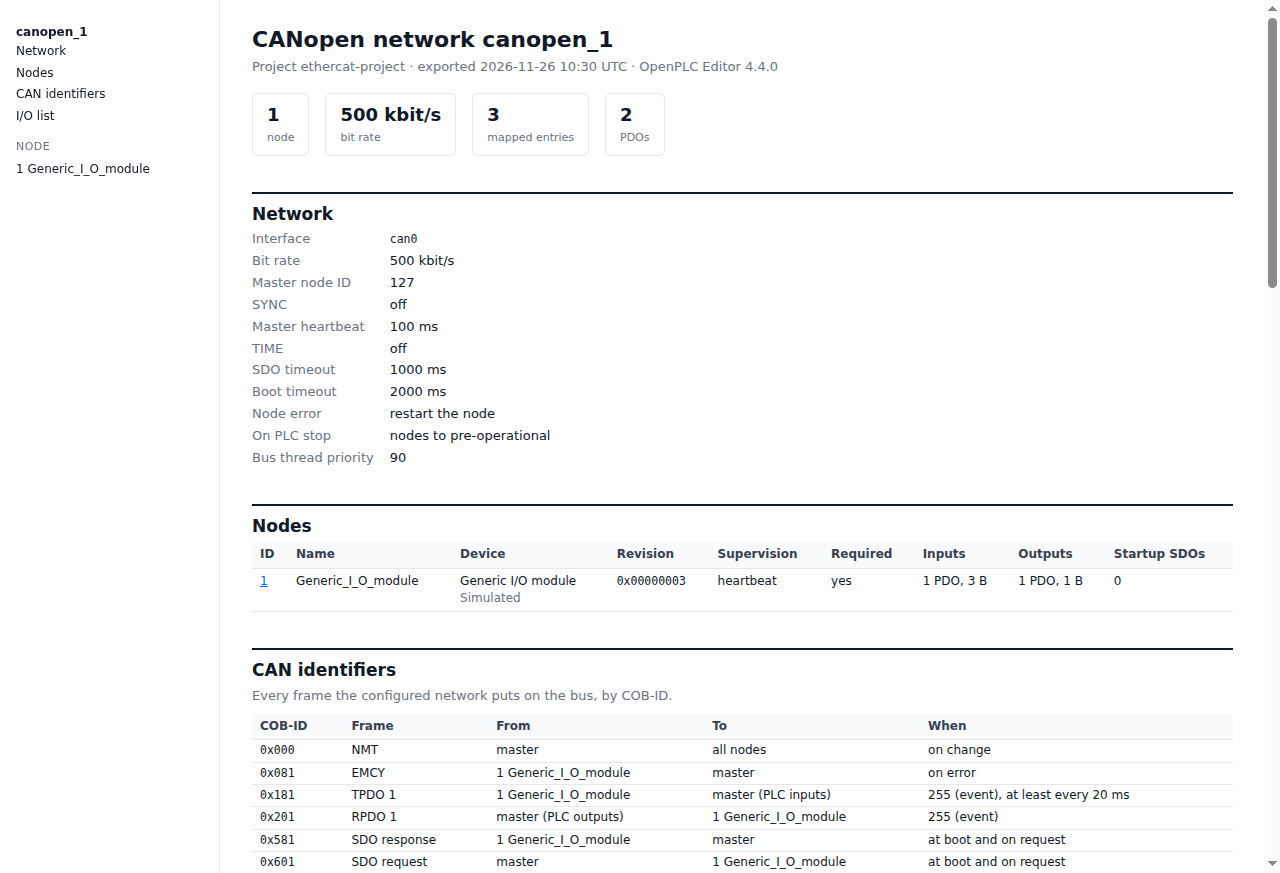 canopen_1
Network
Nodes
CAN identifiers
I/O list
NODE
1 Generic_I_O_module
CANopen network canopen_1
Project ethercat-project · exported 2026-11-26 10:30 UTC · OpenPLC Editor 4.4.0
1
node
500 kbit/s
bit rate
3
mapped entries
2
PDOs
Network
Interface can0
Bit rate 500 kbit/s
Master node ID 127
SYNC off
Master heartbeat 100 ms
TIME off
SDO timeout 1000 ms
Boot timeout 2000 ms
Node error restart the node
On PLC stop nodes to pre-operational
Bus thread priority 90
Nodes
ID Name Device Revision Supervision Required Inputs Outputs Startup SDOs
1 Generic_I_O_module Generic I/O module 0x00000003 heartbeat yes 1 PDO, 3 B 1 PDO, 1 B 0
Simulated
CAN identifiers
Every frame the configured network puts on the bus, by COB-ID.
COB-ID Frame From To When
0x000 NMT master all nodes on change
0x081 EMCY 1 Generic_I_O_module master on error
0x181 TPDO 1 1 Generic_I_O_module master (PLC inputs) 255 (event), at least every 20 ms
0x201 RPDO 1 master (PLC outputs) 1 Generic_I_O_module 255 (event)
0x581 SDO response 1 Generic_I_O_module master at boot and on request
0x601 SDO request master 1 Generic_I_O_module at boot and on request